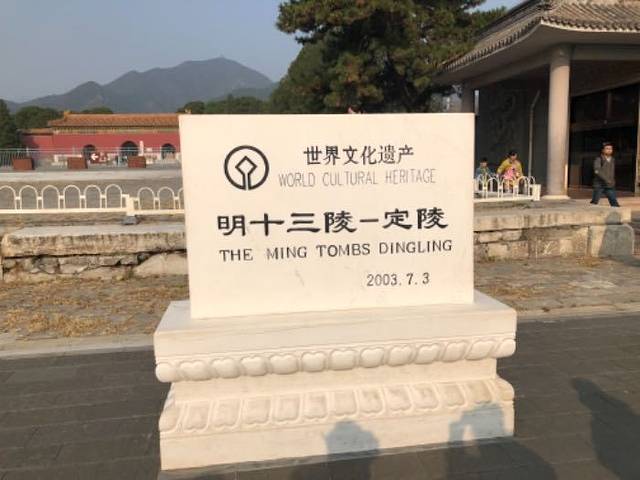 世界文化遗产
WORLD CULTURAL HERITAGE
明十三陵－定陵
THE MING TOMBS DINGLING
2003.7.3